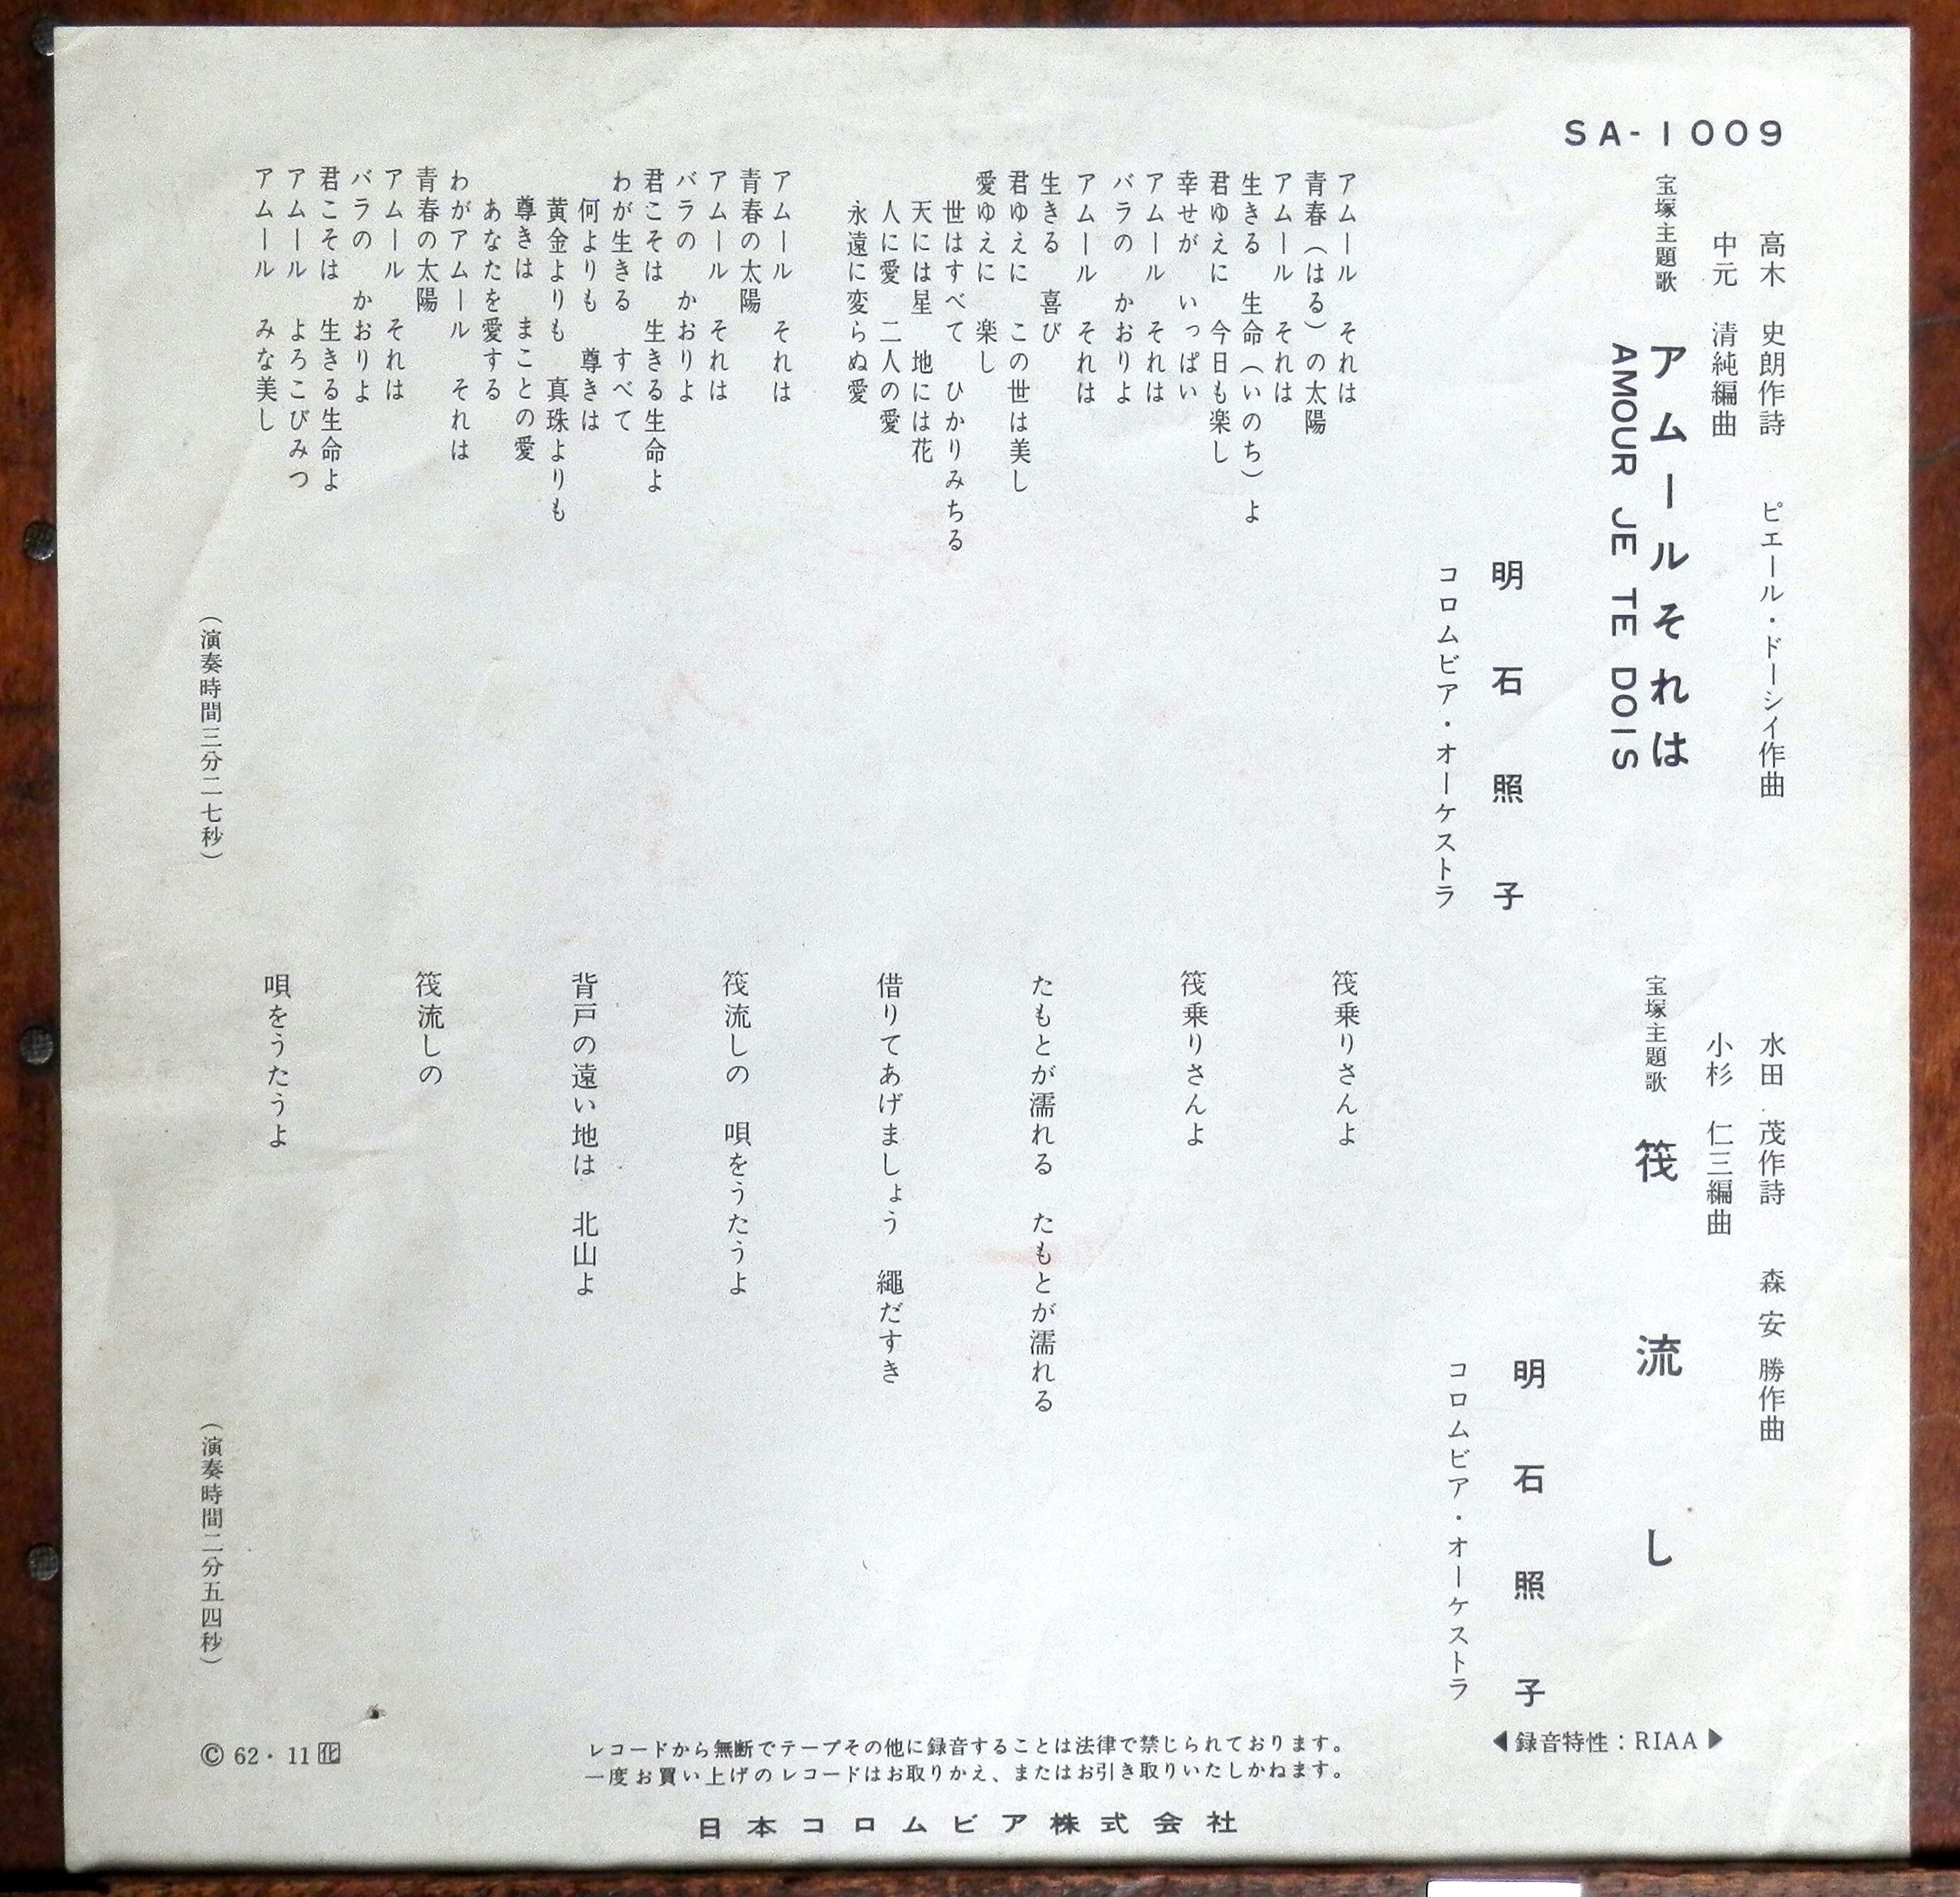 SA-1009
高木 史朗作詩 ピエール・ドーシイ作曲
中元 清純編曲
宝塚主題歌 アムールそれは
AMOUR JE TE DOIS
明石照子
コロムビア・オーケストラ
アムール それは
青春（はる）の太陽
アムール それは
生きる 生命（いのち）よ
君ゆえに 今日も楽し
幸せが いっぱい
アムール それは
バラの かおりよ
アムール それは
生きる 喜び
君ゆえに この世は美し
愛ゆえに 楽し
世はすべて ひかりみちる
天には星 地には花
人に愛 二人の愛
永遠に変らぬ愛
アムール それは
青春の太陽
アムール それは
バラの かおりよ
君こそは 生きる生命よ
わが生きる すべて
何よりも 尊きは
黄金よりも 真珠よりも
尊きは まことの愛
あなたを愛する
わがアムール それは
青春の太陽
アムール それは
バラの かおりよ
君こそは 生きる生命よ
アムール よろこびみつ
アムール みな美し
（演奏時間三分二七秒）
水田 茂作詩 森安 勝作曲
小杉 仁三編曲
宝塚主題歌 筏流し
明石照子
コロムビア・オーケストラ
筏乗りさんよ
筏乗りさんよ
たもとが濡れる たもとが濡れる
借りてあげましょう 繩だすき
筏流しの 唄をうたうよ
背戸の遠い地は 北山よ
筏流しの
唄をうたうよ
（演奏時間二分五四秒）
◀録音特性：RIAA▶
レコードから無断でテープその他に録音することは法律で禁じられております。
一度お買い上げのレコードはお取りかえ、またはお引き取りいたしかねます。
Ⓒ 62・11 化
日本コロムビア株式会社